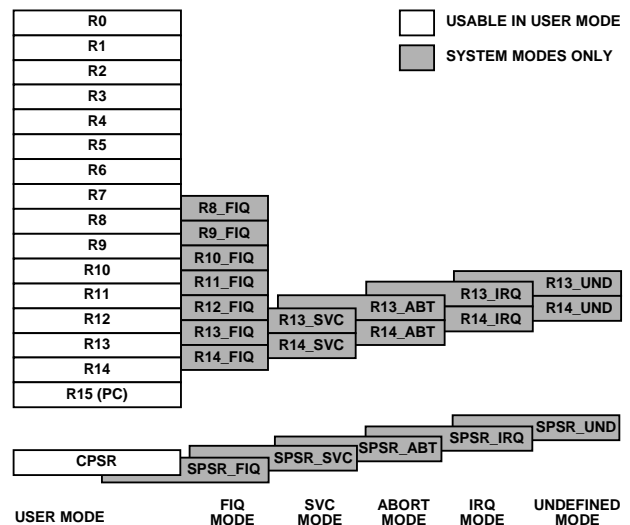 R0
R1
R2
R3
R4
R5
R6
R7
R8
R9
R10
R11
R12
R13
R14
R15 (PC)
USABLE IN USER MODE
SYSTEM MODES ONLY
R8_FIQ
R9_FIQ
R10_FIQ
R11_FIQ
R12_FIQ
R13_FIQ
R14_FIQ
R13_SVC
R14_SVC
R13_ABT
R14_ABT
R13_IRQ
R14_IRQ
R13_UND
R14_UND
CPSR
SPSR_FIQ
SPSR_SVC
SPSR_ABT
SPSR_IRQ
SPSR_UND
USER MODE
FIQ
MODE
SVC
MODE
ABORT
MODE
IRQ
MODE
UNDEFINED
MODE